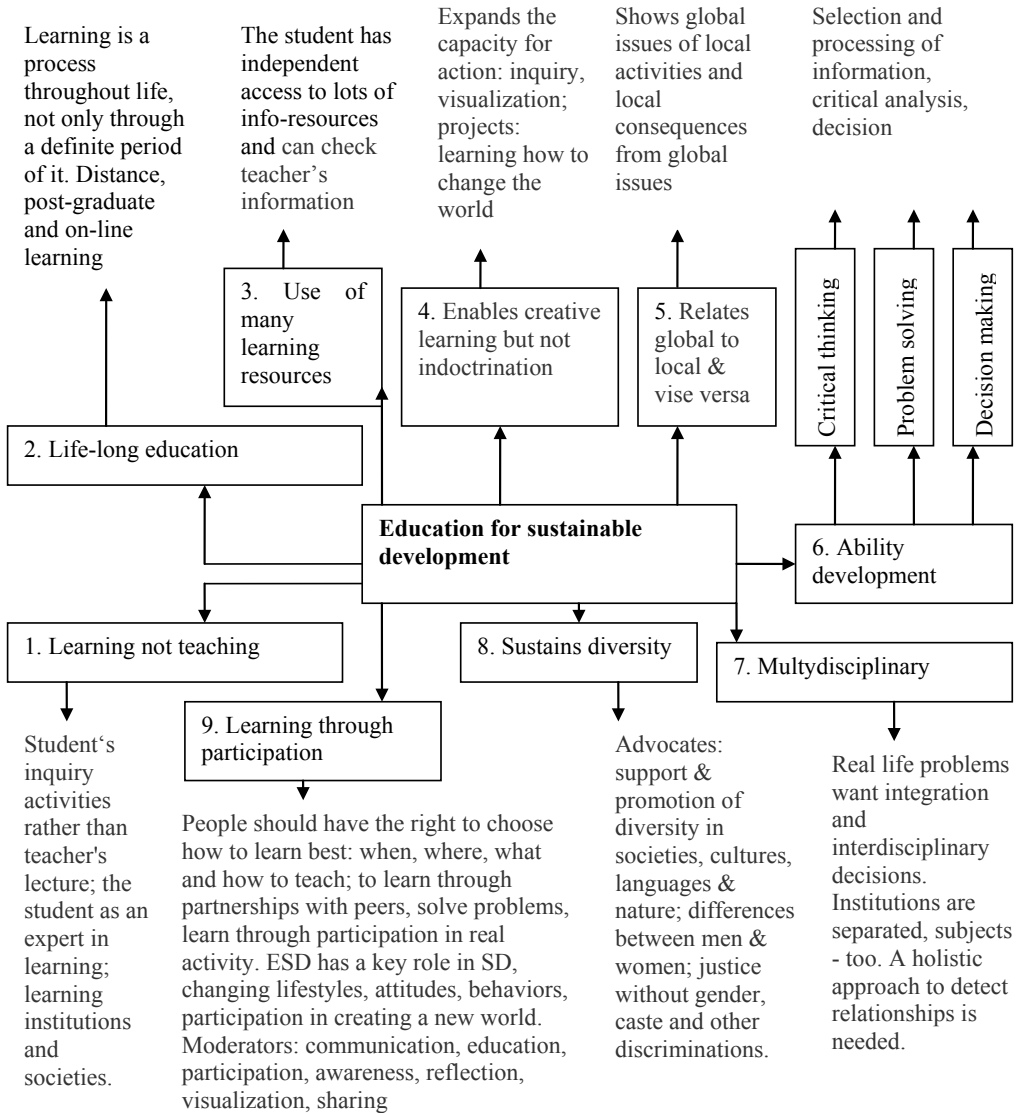 Learning is a
process
throughout life,
not only through
a definite period
of it. Distance,
post-graduate
and on-line
learning
The student has
independent
access to lots of
info-resources
and can check
teacher's
information
Expands the
capacity for
action: inquiry,
visualization;
projects:
learning how to
change the
world
Shows global
issues of local
activities and
local
consequences
from global
issues
Selection and
processing of
information,
critical analysis,
decision
3. Use of
many
learning
resources
4. Enables creative
learning but not
indoctrination
5. Relates
global to
local &
vise versa
Critical thinking
Problem solving
Decision making
2. Life-long education
Education for sustainable
development
6. Ability
development
1. Learning not teaching
8. Sustains diversity
7. Multydisciplinary
9. Learning through
participation
Student‘s
inquiry
activities
rather than
teacher's
lecture; the
student as an
expert in
learning;
learning
institutions
and
societies.
People should have the right to choose
how to learn best: when, where, what
and how to teach; to learn through
partnerships with peers, solve problems,
learn through participation in real
activity. ESD has a key role in SD,
changing lifestyles, attitudes, behaviors,
participation in creating a new world.
Moderators: communication, education,
participation, awareness, reflection,
visualization, sharing
Advocates:
support &
promotion of
diversity in
societies, cultures,
languages &
nature; differences
between men &
women; justice
without gender,
caste and other
discriminations.
Real life problems
want integration
and
interdisciplinary
decisions.
Institutions are
separated, subjects
- too. A holistic
approach to detect
relationships is
needed.